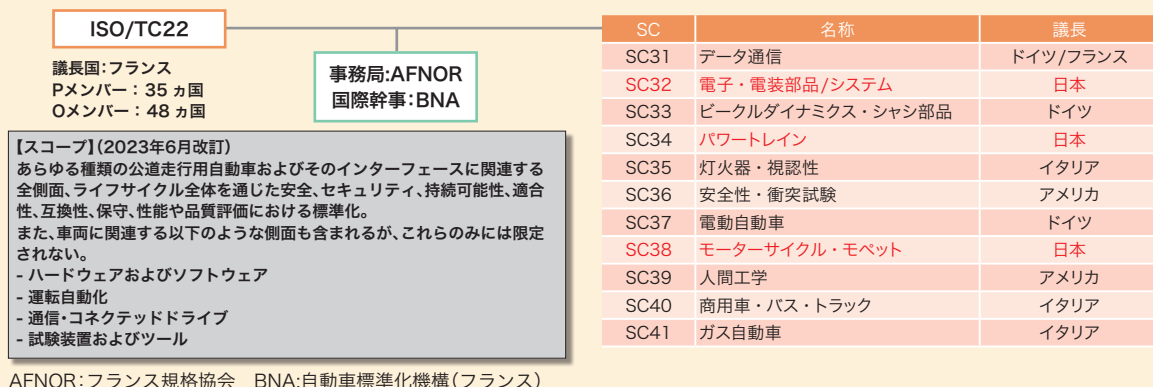 ISO/TC22
議長国:フランス
Pメンバー：35 ヵ国
Oメンバー：48 ヵ国
事務局:AFNOR
国際幹事:BNA
【スコープ】(2023年6月改訂)
あらゆる種類の公道走行用自動車およびそのインターフェースに関連する
全側面、ライフサイクル全体を通じた安全、セキュリティ、持続可能性、適合
性、互換性、保守、性能や品質評価における標準化。
また、車両に関連する以下のような側面も含まれるが、これらのみには限定
されない。
- ハードウェアおよびソフトウェア
- 運転自動化
- 通信・コネクテッドドライブ
- 試験装置およびツール
AFNOR:フランス規格協会　BNA:自動車標準化機構(フランス)
SC 名称 議長
SC31 データ通信 ドイツ/フランス
SC32 電子・電装部品/システム 日本
SC33 ビークルダイナミクス・シャシ部品 ドイツ
SC34 パワートレイン 日本
SC35 灯火器・視認性 イタリア
SC36 安全性・衝突試験 アメリカ
SC37 電動自動車 ドイツ
SC38 モーターサイクル・モペット 日本
SC39 人間工学 アメリカ
SC40 商用車・バス・トラック イタリア
SC41 ガス自動車 イタリア